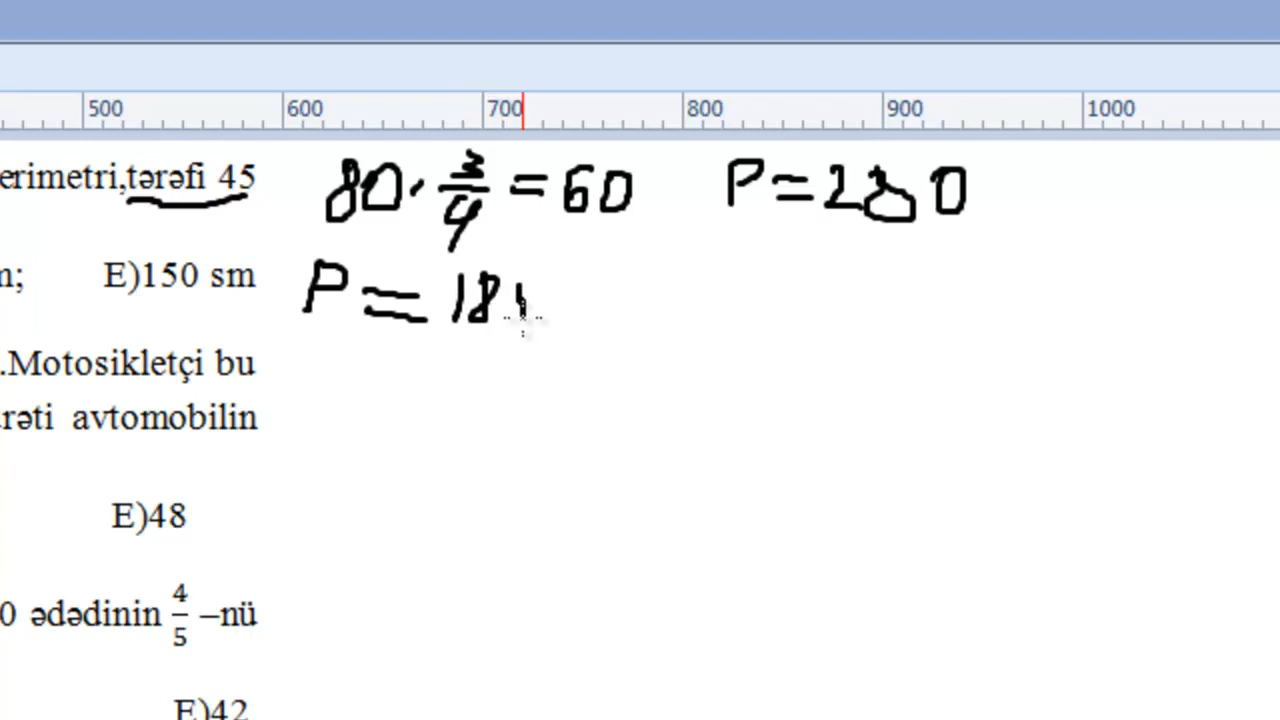 500 600 700 800 900 1000
erimetri,tərəfi 45
80 · 3/4 = 60 P = 280
m; E)150 sm
P = 18
.Motosikletçi bu
rəti avtomobilin
E)48
0 ədədinin 4/5 –nü
E)42